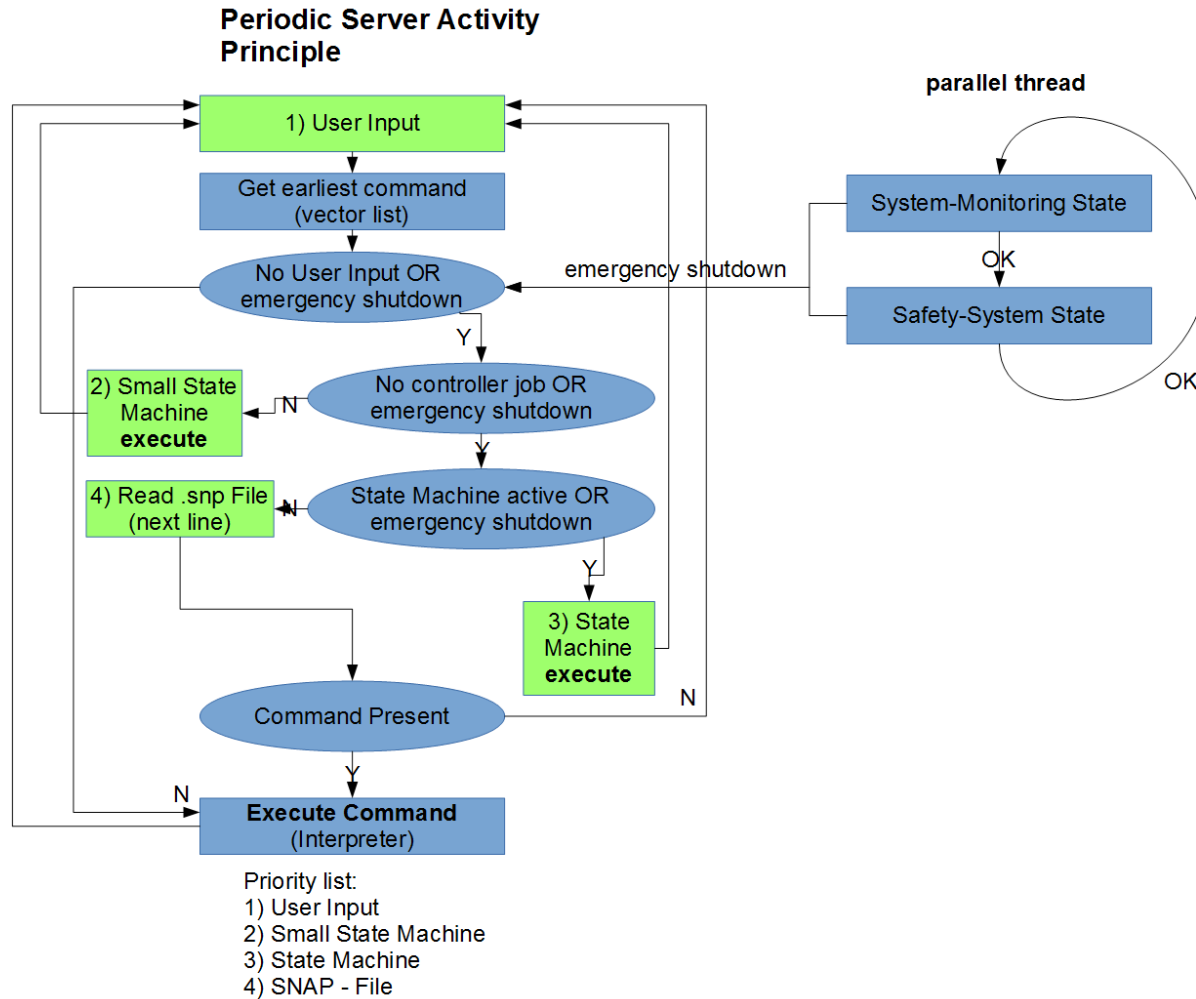 Periodic Server Activity
Principle
parallel thread
1) User Input
Get earliest command
(vector list)
System-Monitoring State
No User Input OR
emergency shutdown
emergency shutdown
OK
Safety-System State
Y
OK
2) Small State
Machine
execute
N
No controller job OR
emergency shutdown
Y
4) Read .snp File
(next line)
N
State Machine active OR
emergency shutdown
Y
3) State
Machine
execute
Command Present
N
Y
N
Execute Command
(Interpreter)
Priority list:
1) User Input
2) Small State Machine
3) State Machine
4) SNAP - File